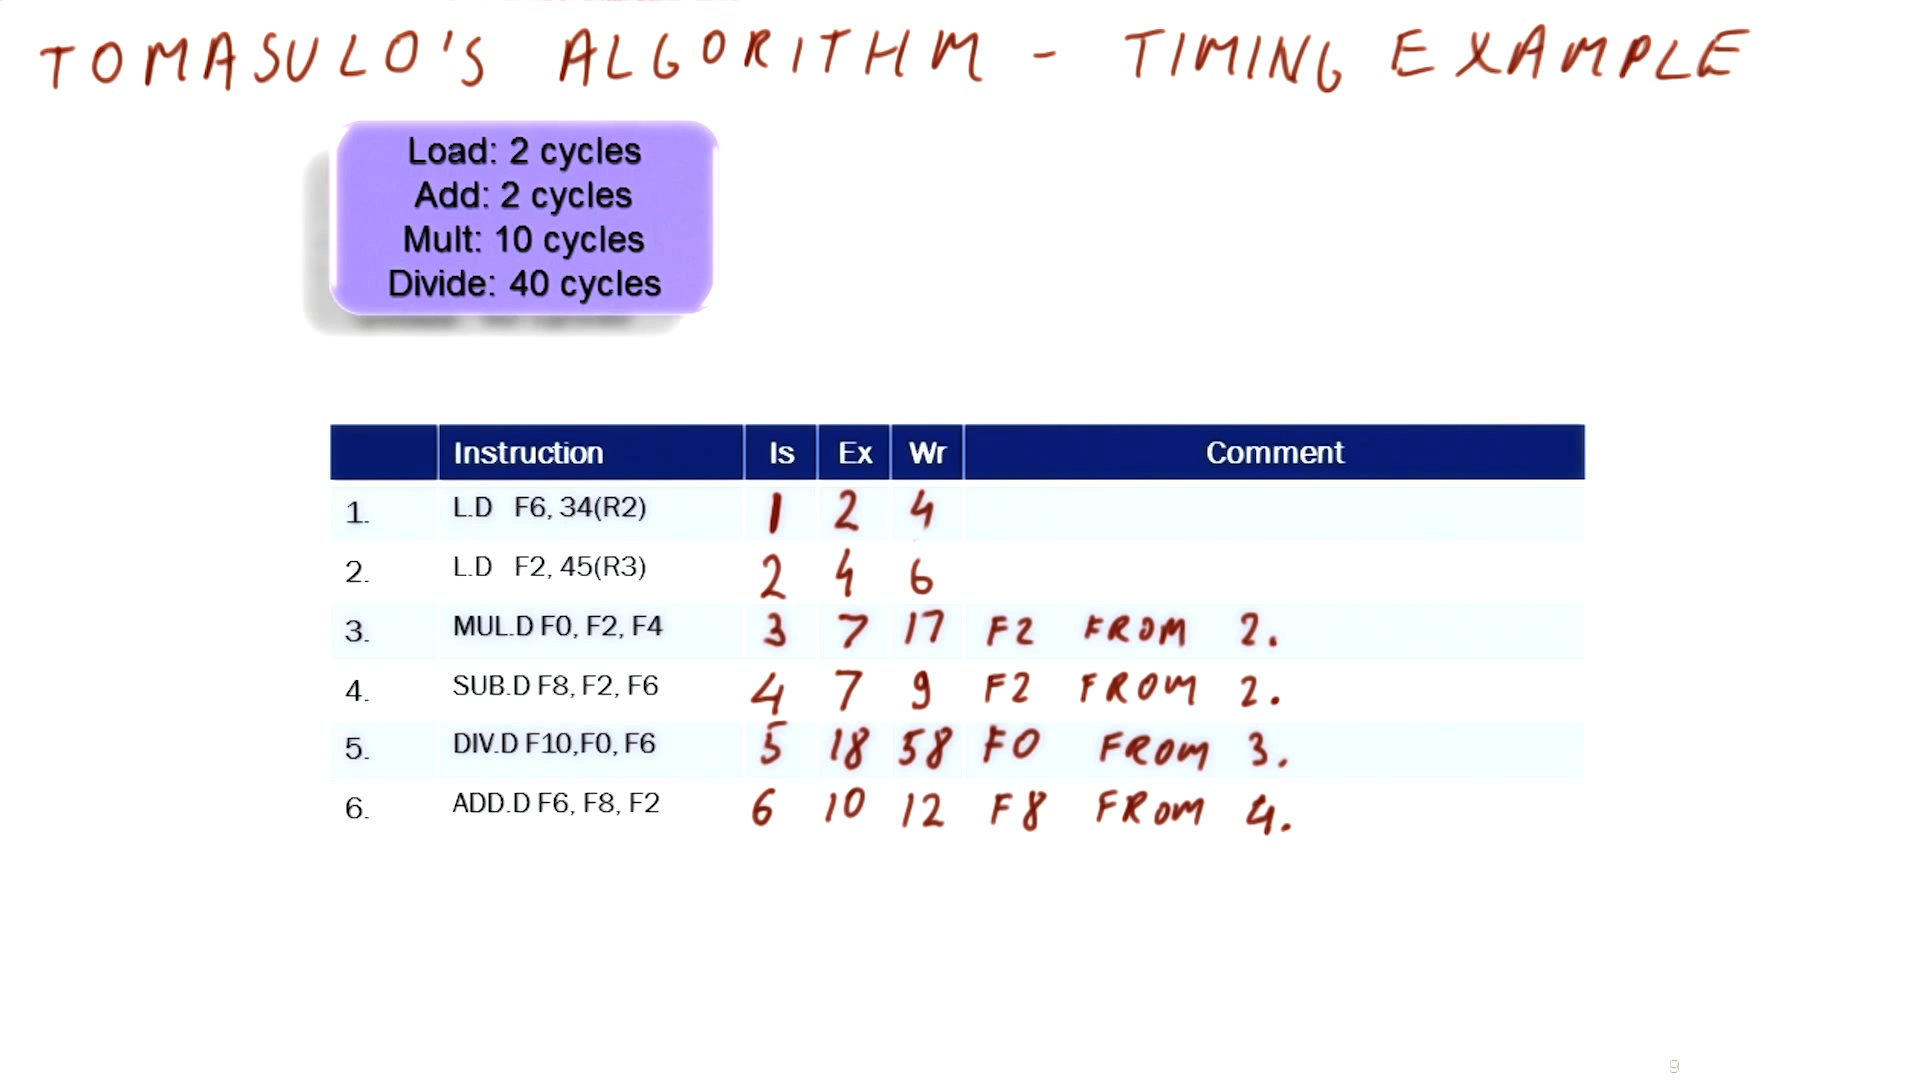 TOMASULO'S ALGORITHM - TIMING EXAMPLE
Load: 2 cycles
Add: 2 cycles
Mult: 10 cycles
Divide: 40 cycles
Instruction Is Ex Wr Comment
1. L.D F6, 34(R2) 1 2 4
2. L.D F2, 45(R3) 2 4 6
3. MUL.D F0, F2, F4 3 7 17 F2 FROM 2.
4. SUB.D F8, F2, F6 4 7 9 F2 FROM 2.
5. DIV.D F10,F0, F6 5 18 58 F0 FROM 3.
6. ADD.D F6, F8, F2 6 10 12 F8 FROM 4.
9